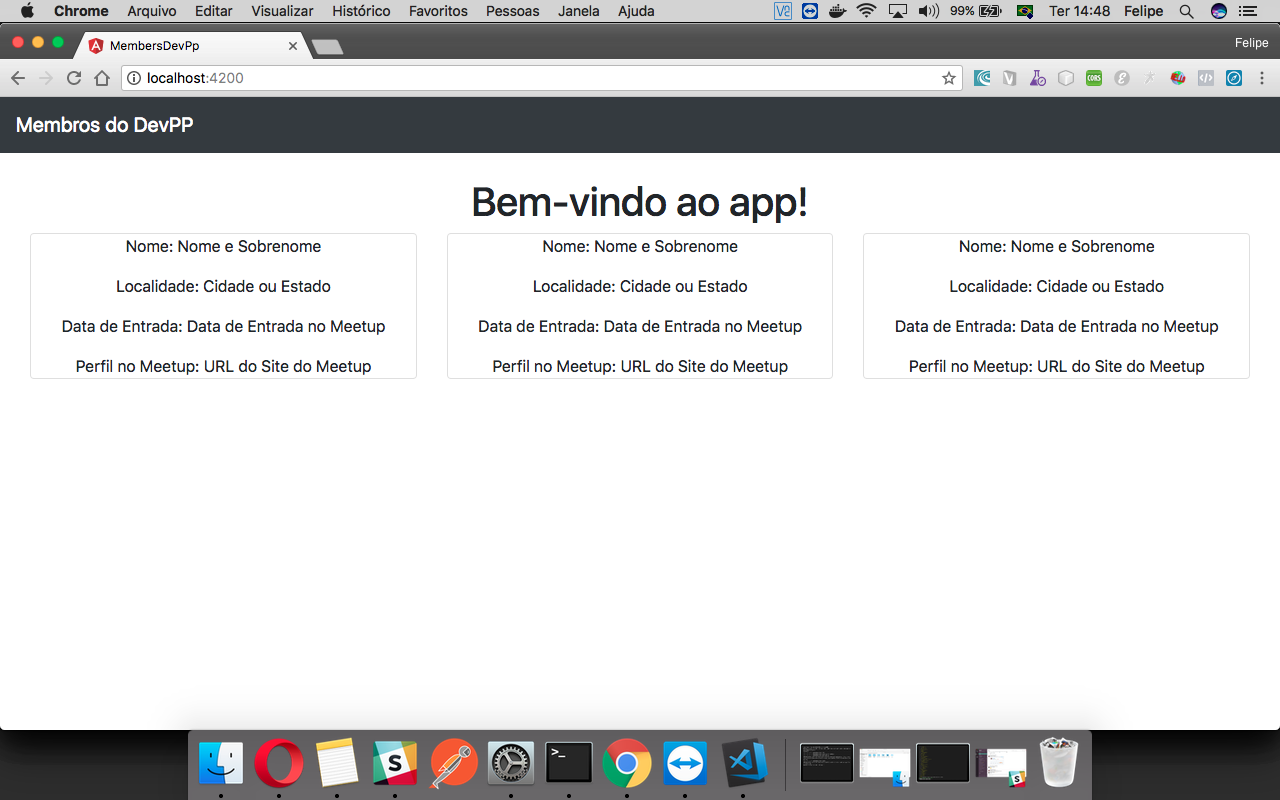 Chrome Arquivo Editar Visualizar Histórico Favoritos Pessoas Janela Ajuda 99% Ter 14:48 Felipe
MembersDevPp Felipe
localhost:4200 CORS
Membros do DevPP
Bem-vindo ao app!
Nome: Nome e Sobrenome
Localidade: Cidade ou Estado
Data de Entrada: Data de Entrada no Meetup
Perfil no Meetup: URL do Site do Meetup
Nome: Nome e Sobrenome
Localidade: Cidade ou Estado
Data de Entrada: Data de Entrada no Meetup
Perfil no Meetup: URL do Site do Meetup
Nome: Nome e Sobrenome
Localidade: Cidade ou Estado
Data de Entrada: Data de Entrada no Meetup
Perfil no Meetup: URL do Site do Meetup